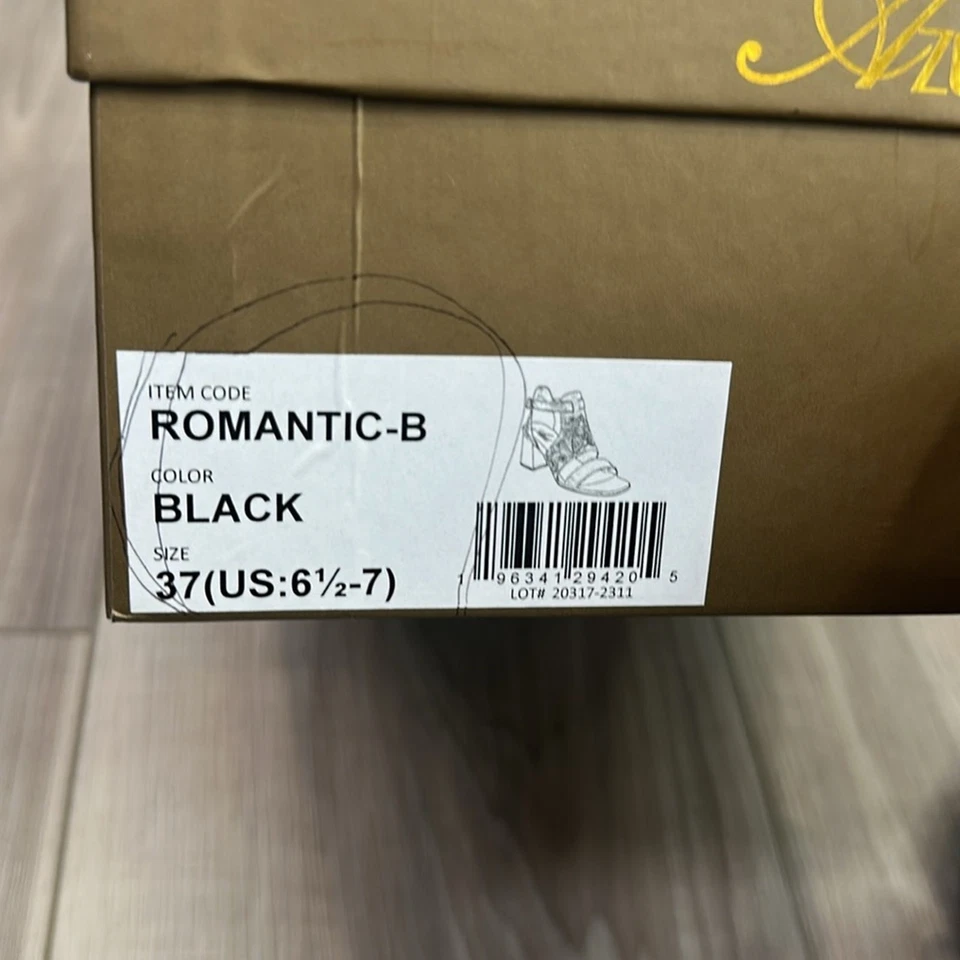 ITEM CODE
ROMANTIC-B
COLOR
BLACK
SIZE
37(US:6½-7)
1 96341 29420 5
LOT# 20317-2311